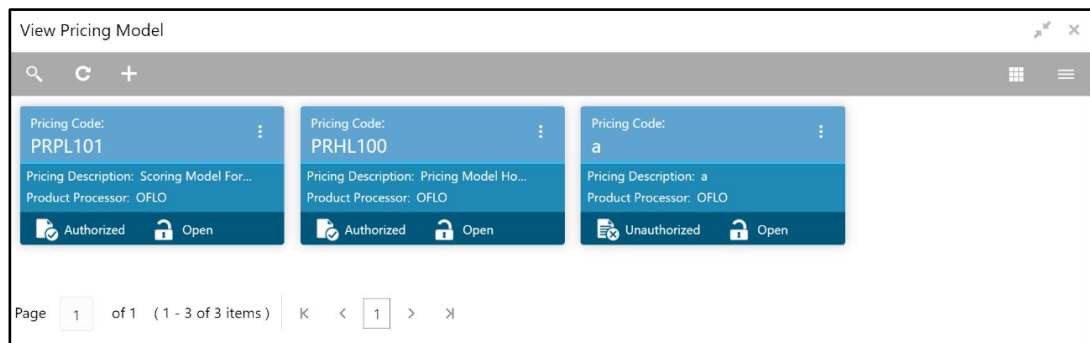 View Pricing Model
Pricing Code:
PRPL101
Pricing Description: Scoring Model For...
Product Processor: OFLO
Authorized Open
Pricing Code:
PRHL100
Pricing Description: Pricing Model Ho...
Product Processor: OFLO
Authorized Open
Pricing Code:
a
Pricing Description: a
Product Processor: OFLO
Unauthorized Open
Page 1 of 1 ( 1 - 3 of 3 items ) 1